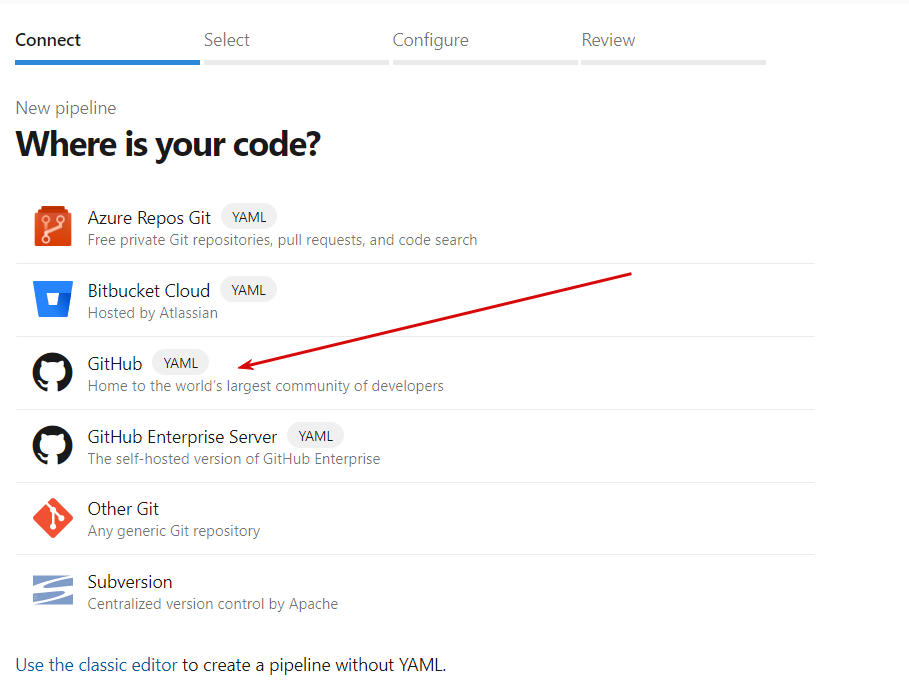 Connect Select Configure Review
New pipeline
Where is your code?
Azure Repos Git YAML
Free private Git repositories, pull requests, and code search
Bitbucket Cloud YAML
Hosted by Atlassian
GitHub YAML
Home to the world's largest community of developers
GitHub Enterprise Server YAML
The self-hosted version of GitHub Enterprise
Other Git
Any generic Git repository
Subversion
Centralized version control by Apache
Use the classic editor to create a pipeline without YAML.